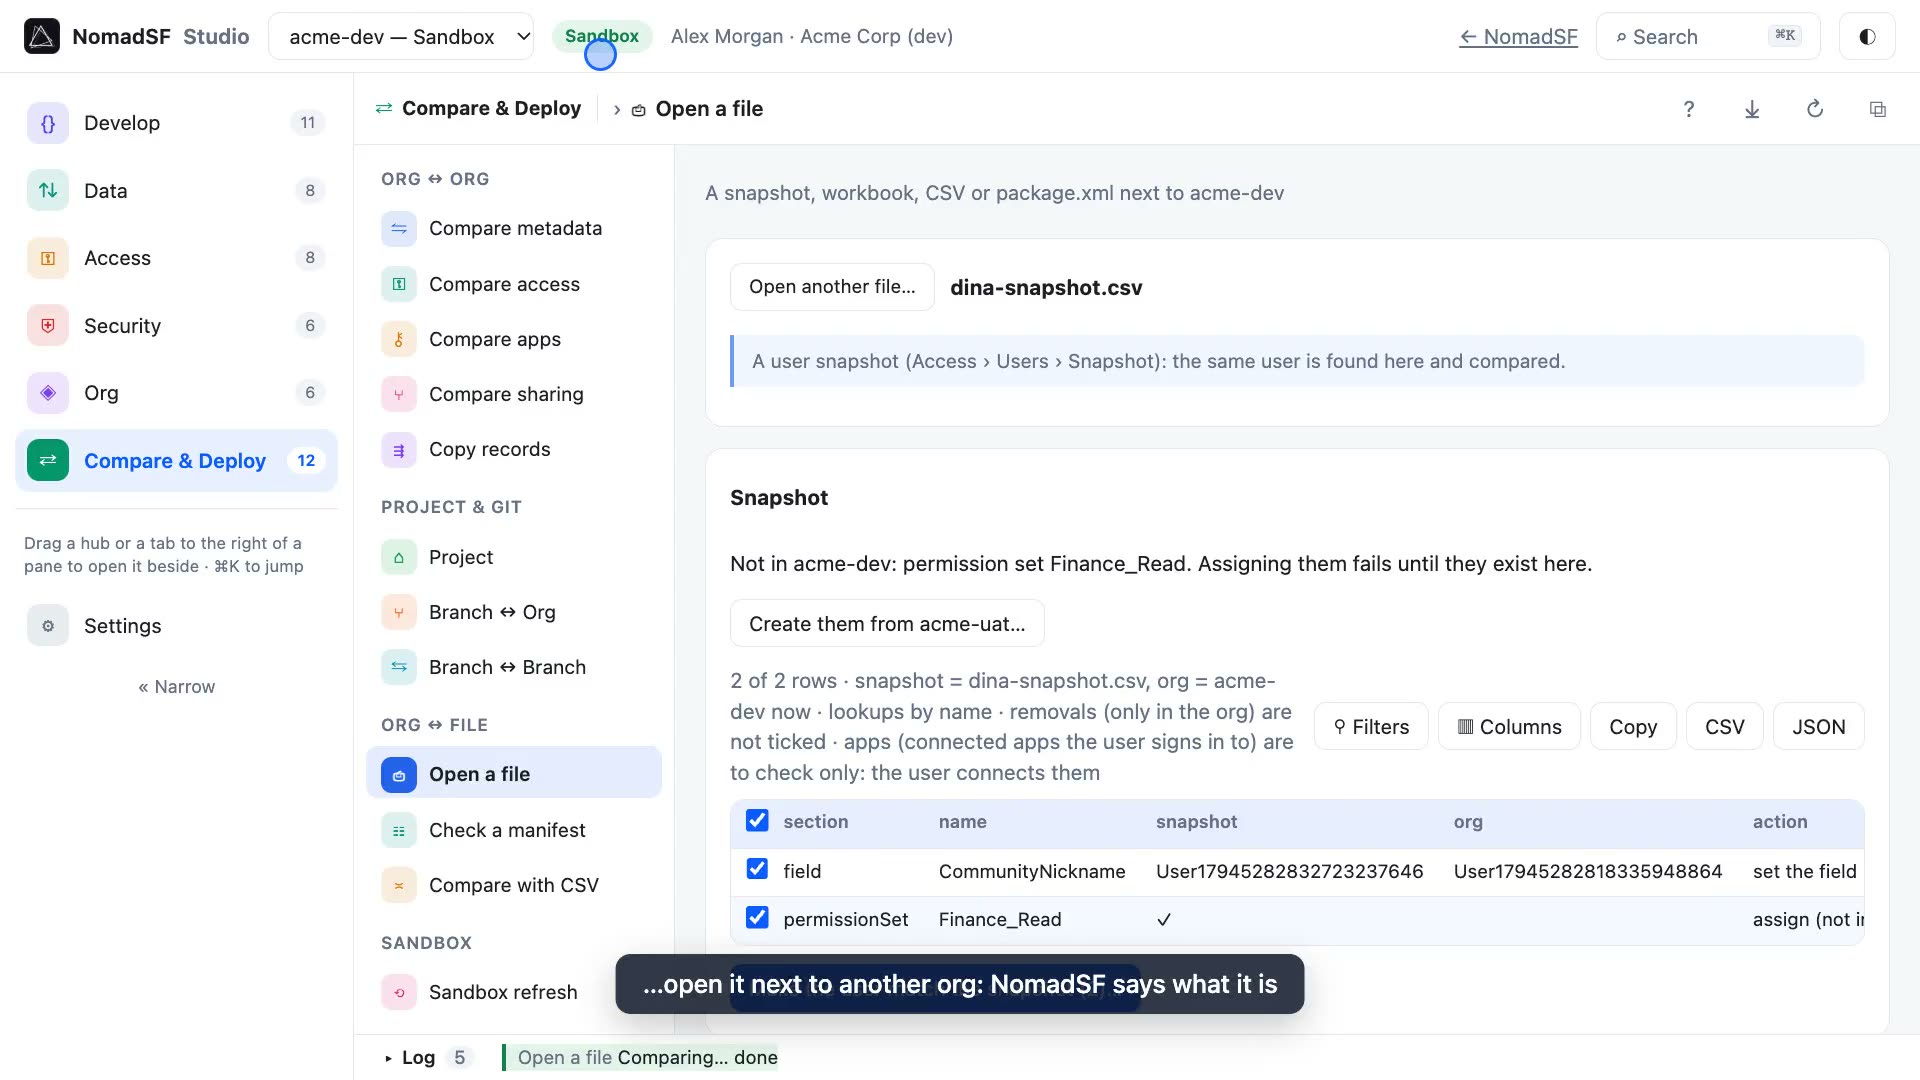 NomadSF Studio
acme-dev — Sandbox
Sandbox
Alex Morgan · Acme Corp (dev)
← NomadSF
Search ⌘K
Develop 11
Data 8
Access 8
Security 6
Org 6
Compare & Deploy 12
Drag a hub or a tab to the right of a
pane to open it beside · ⌘K to jump
Settings
« Narrow
Compare & Deploy › Open a file
?
ORG ↔ ORG
Compare metadata
Compare access
Compare apps
Compare sharing
Copy records
PROJECT & GIT
Project
Branch ↔ Org
Branch ↔ Branch
ORG ↔ FILE
Open a file
Check a manifest
Compare with CSV
SANDBOX
Sandbox refresh
A snapshot, workbook, CSV or package.xml next to acme-dev
Open another file... dina-snapshot.csv
A user snapshot (Access › Users › Snapshot): the same user is found here and compared.
Snapshot
Not in acme-dev: permission set Finance_Read. Assigning them fails until they exist here.
Create them from acme-uat...
2 of 2 rows · snapshot = dina-snapshot.csv, org = acme-
dev now · lookups by name · removals (only in the org) are
not ticked · apps (connected apps the user signs in to) are
to check only: the user connects them
Filters Columns Copy CSV JSON
section name snapshot org action
field CommunityNickname User17945282832723237646 User17945282818335948864 set the field
permissionSet Finance_Read ✓ assign (not in
...open it next to another org: NomadSF says what it is
Log 5 Open a file Comparing... done